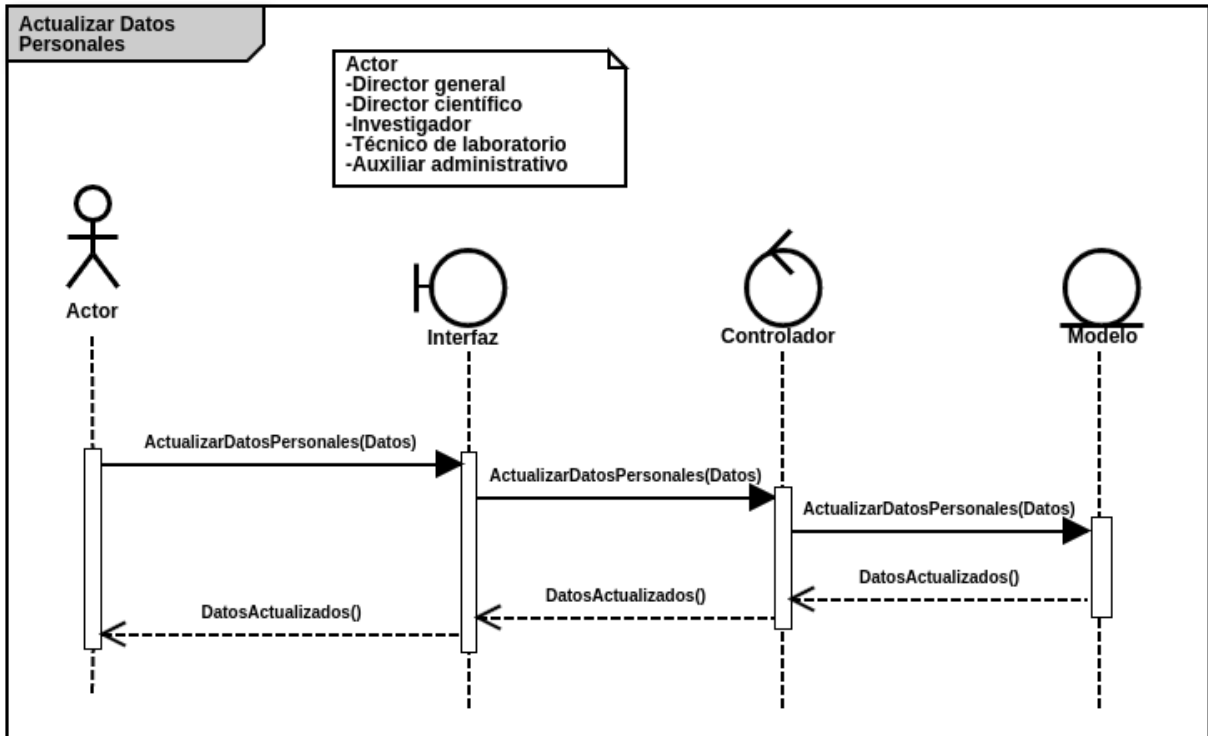 Actualizar Datos
Personales
Actor
-Director general
-Director científico
-Investigador
-Técnico de laboratorio
-Auxiliar administrativo
Actor
Interfaz
Controlador
Modelo
ActualizarDatosPersonales(Datos)
ActualizarDatosPersonales(Datos)
ActualizarDatosPersonales(Datos)
DatosActualizados()
DatosActualizados()
DatosActualizados()